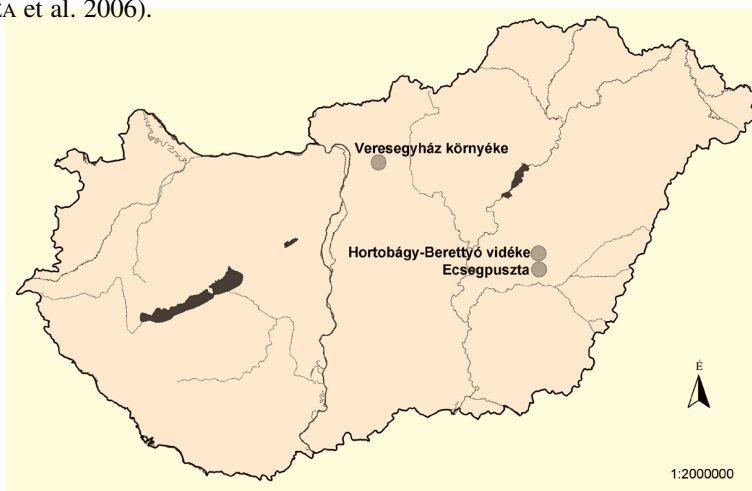 et al. 2006).
Veresegyház környéke
Hortobágy-Berettyó vidéke
Ecsegpuszta
É
1:2000000